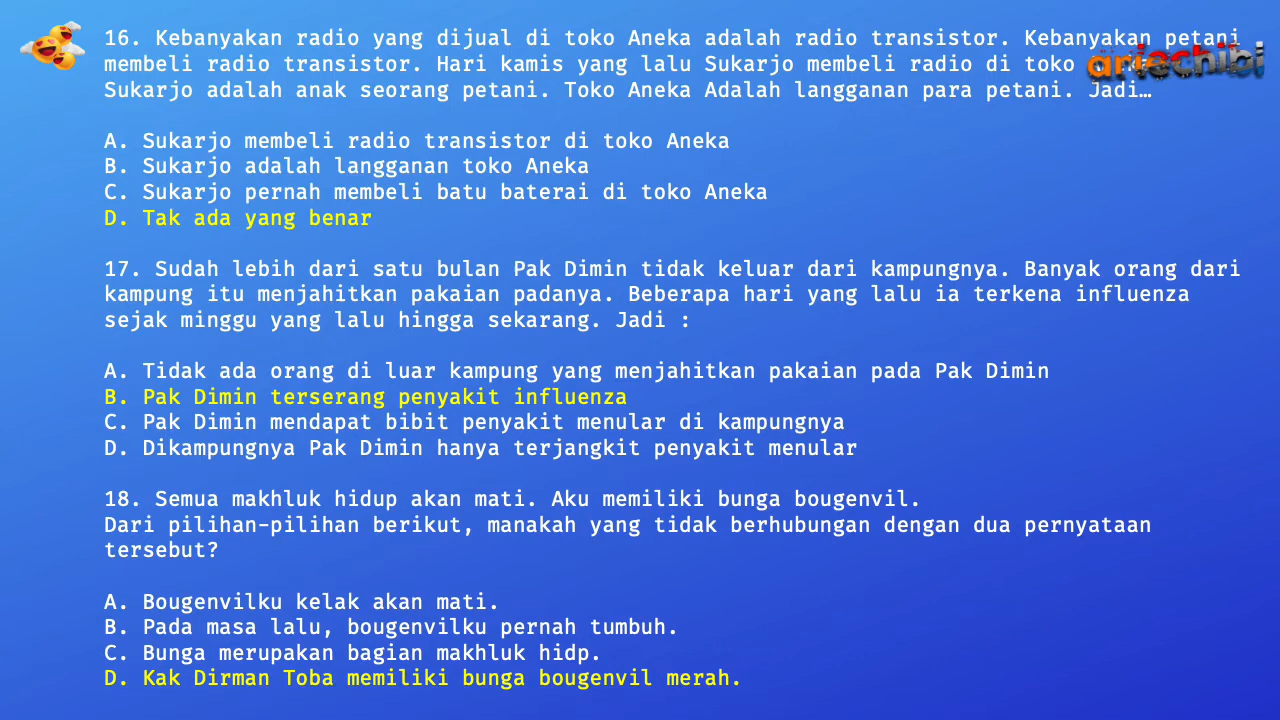 16. Kebanyakan radio yang dijual di toko Aneka adalah radio transistor. Kebanyakan petani
membeli radio transistor. Hari kamis yang lalu Sukarjo membeli radio di toko
Sukarjo adalah anak seorang petani. Toko Aneka Adalah langganan para petani. Jadi…
ariechibi
A. Sukarjo membeli radio transistor di toko Aneka
B. Sukarjo adalah langganan toko Aneka
C. Sukarjo pernah membeli batu baterai di toko Aneka
D. Tak ada yang benar
17. Sudah lebih dari satu bulan Pak Dimin tidak keluar dari kampungnya. Banyak orang dari
kampung itu menjahitkan pakaian padanya. Beberapa hari yang lalu ia terkena influenza
sejak minggu yang lalu hingga sekarang. Jadi :
A. Tidak ada orang di luar kampung yang menjahitkan pakaian pada Pak Dimin
B. Pak Dimin terserang penyakit influenza
C. Pak Dimin mendapat bibit penyakit menular di kampungnya
D. Dikampungnya Pak Dimin hanya terjangkit penyakit menular
18. Semua makhluk hidup akan mati. Aku memiliki bunga bougenvil.
Dari pilihan-pilihan berikut, manakah yang tidak berhubungan dengan dua pernyataan
tersebut?
A. Bougenvilku kelak akan mati.
B. Pada masa lalu, bougenvilku pernah tumbuh.
C. Bunga merupakan bagian makhluk hidp.
D. Kak Dirman Toba memiliki bunga bougenvil merah.